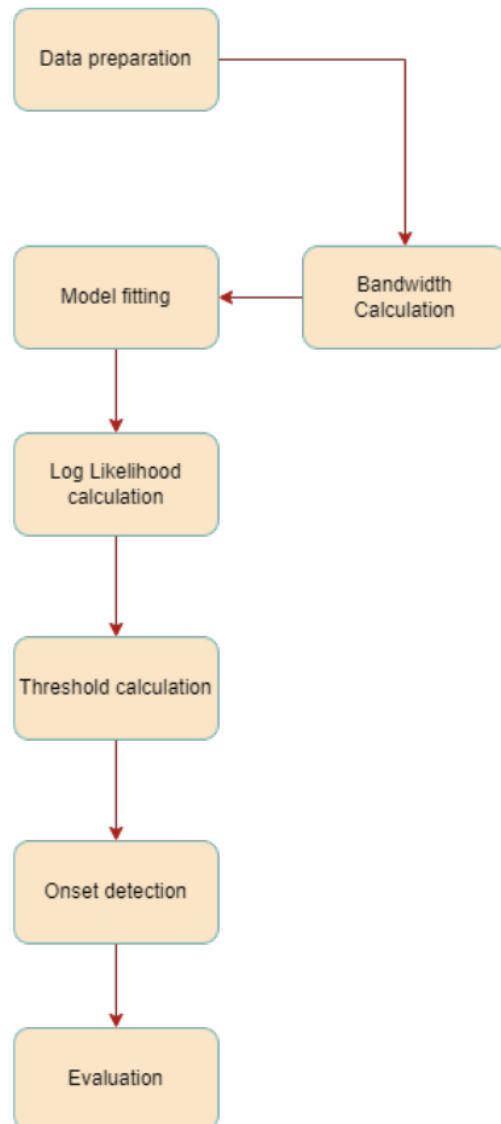 Data preparation
Bandwidth
Calculation
Model fitting
Log Likelihood
calculation
Threshold calculation
Onset detection
Evaluation